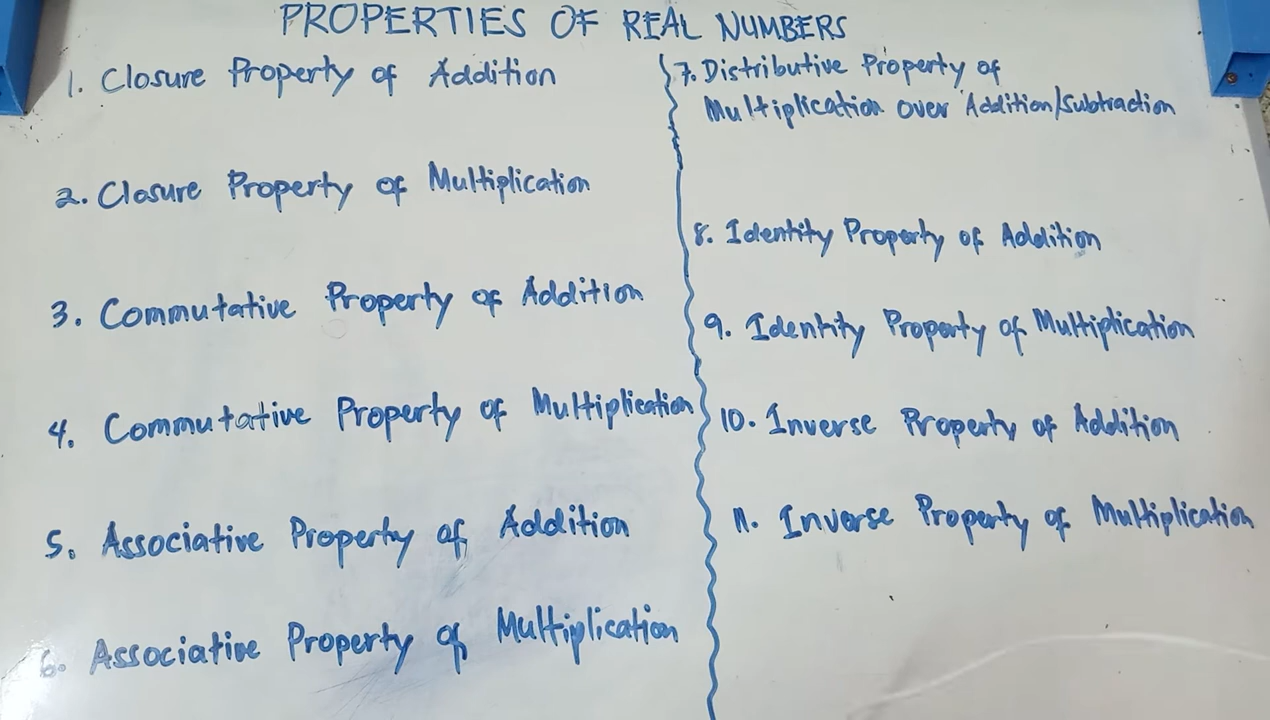 PROPERTIES OF REAL NUMBERS
1. Closure Property of Addition
2. Closure Property of Multiplication
3. Commutative Property of Addition
4. Commutative Property of Multiplication
5. Associative Property of Addition
6. Associative Property of Multiplication
7. Distributive Property of
Multiplication over Addition/Subtraction
8. Identity Property of Addition
9. Identity Property of Multiplication
10. Inverse Property of Addition
11. Inverse Property of Multiplication